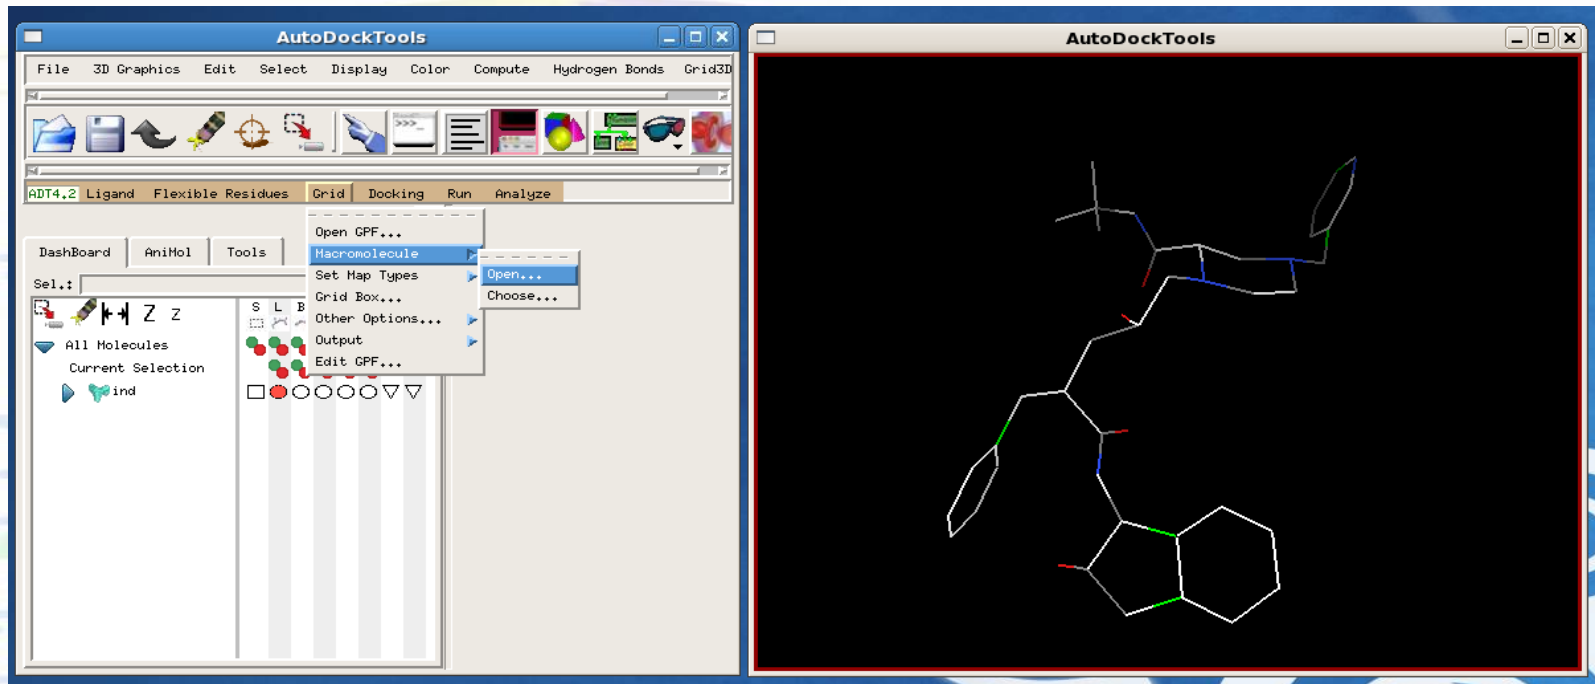 AutoDockTools
File 3D Graphics Edit Select Display Color Compute Hydrogen Bonds Grid3D
>>>_
ADT4.2 Ligand Flexible Residues Grid Docking Run Analyze
Open GPF...
Macromolecule
Set Map Types
Grid Box...
Other Options...
Output
Edit GPF...
Open...
Choose...
DashBoard AniMol Tools
Sel.:
Z z
S L B
All Molecules
Current Selection
ind
AutoDockTools